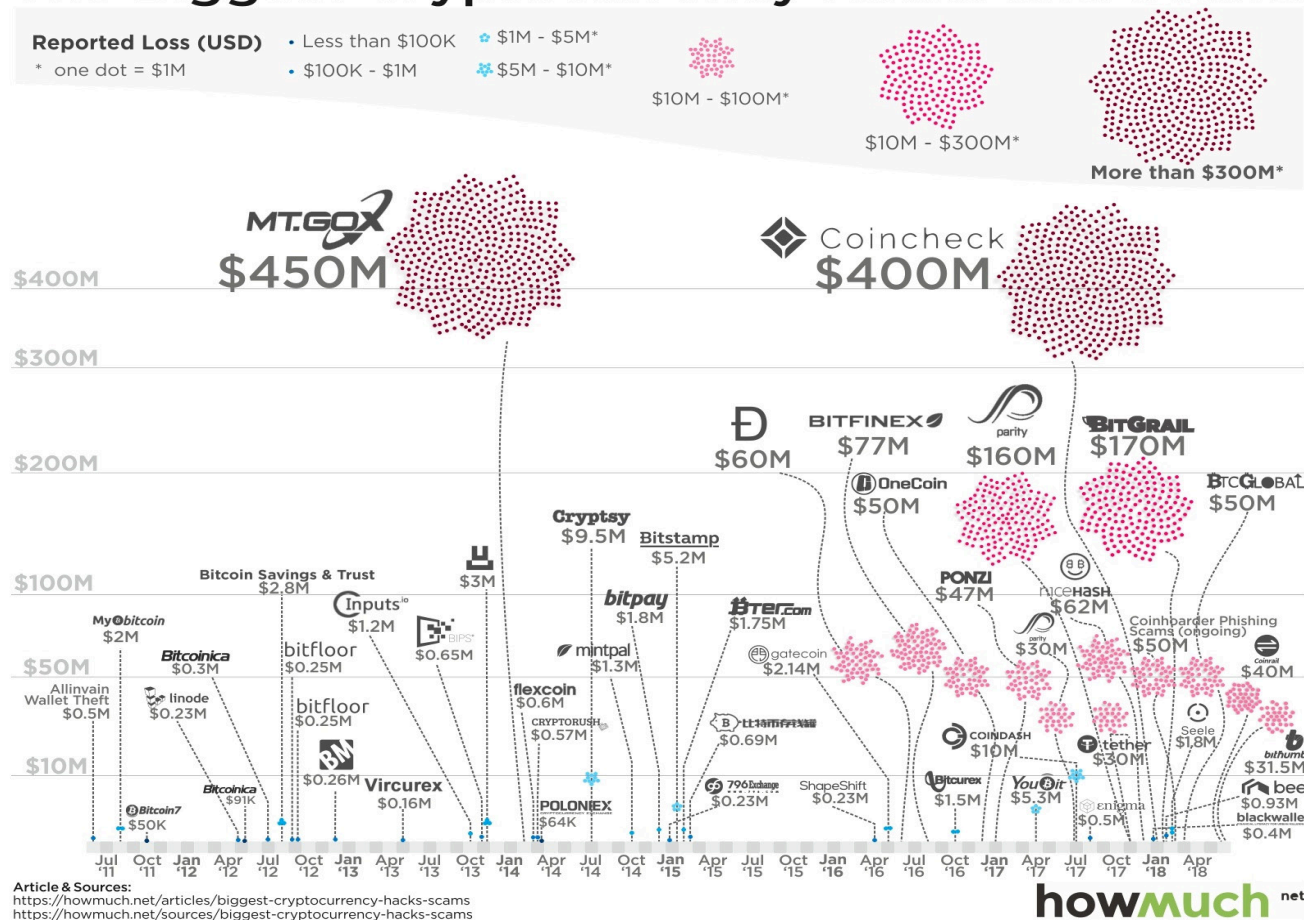 Reported Loss (USD)
* one dot = $1M
• Less than $100K
• $100K - $1M
$1M - $5M*
$5M - $10M*
$10M - $100M*
$10M - $300M*
More than $300M*
$400M
$300M
$200M
$100M
$50M
$10M
MT.GOX
$450M
Coincheck
$400M
$60M
BITFINEX
$77M
parity
$160M
BITGRAIL
$170M
OneCoin
$50M
BTCGLOBAL
$50M
Cryptsy
$9.5M
Bitstamp
$5.2M
$3M
Bitcoin Savings & Trust
$2.8M
Inputs.io
$1.2M
BIPS
$0.65M
bitpay
$1.8M
Bter.com
$1.75M
PONZI
$47M
niceHASH
$62M
MyBitcoin
$2M
Bitcoinica
$0.3M
bitfloor
$0.25M
mintpal
$1.3M
gatecoin
$2.14M
parity
$30M
Coinhoarder Phishing
Scams (ongoing)
$50M
Coinrail
$40M
Allinvain
Wallet Theft
$0.5M
linode
$0.23M
bitfloor
$0.25M
flexcoin
$0.6M
CRYPTORUSH
$0.57M
$0.69M
COINDASH
$10M
tether
$30M
Seele
$1.8M
bithumb
$31.5M
BM
$0.26M
Vircurex
$0.16M
Bitcoinica
$91K
Bitcoin7
$50K
POLONIEX
$64K
796 Exchange
$0.23M
ShapeShift
$0.23M
Bitcurex
$1.5M
YouBit
$5.3M
enigma
$0.5M
bee
$0.93M
blackwalle
$0.4M
Jul Oct Jan Apr Jul Oct Jan Apr Jul Oct Jan Apr Jul Oct Jan Apr Jul Oct Jan Apr Jul Oct Jan Apr Jul Oct Jan Apr
'11 '11 '12 '12 '12 '12 '13 '13 '13 '13 '14 '14 '14 '14 '15 '15 '15 '15 '16 '16 '16 '16 '17 '17 '17 '17 '18 '18
Article & Sources:
https://howmuch.net/articles/biggest-cryptocurrency-hacks-scams
https://howmuch.net/sources/biggest-cryptocurrency-hacks-scams
howmuch net